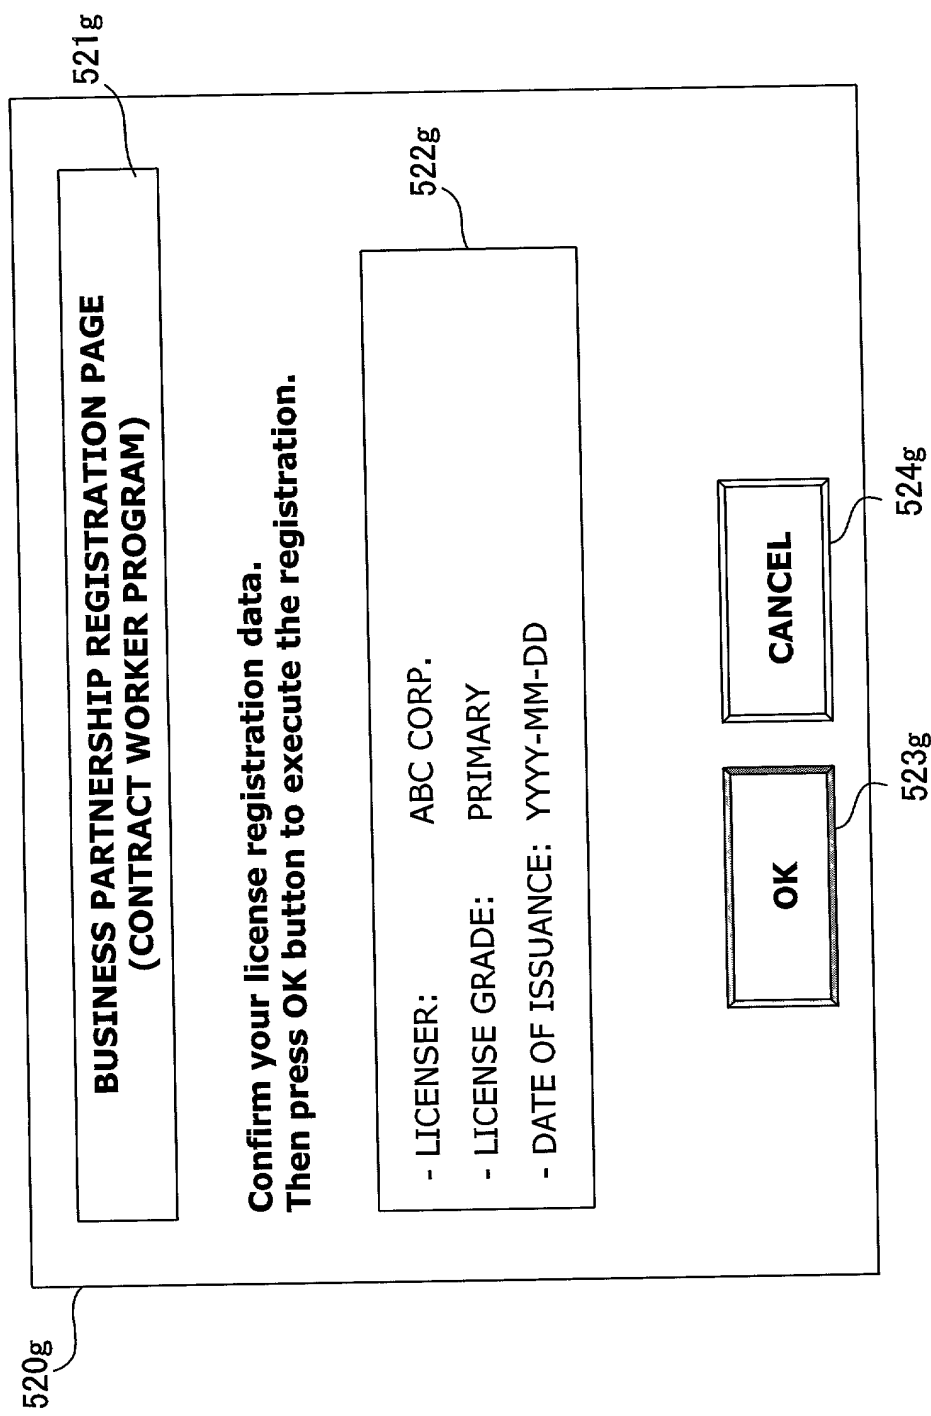 520g
521g
BUSINESS PARTNERSHIP REGISTRATION PAGE
(CONTRACT WORKER PROGRAM)
Confirm your license registration data.
Then press OK button to execute the registration.
522g
- LICENSER: ABC CORP.
- LICENSE GRADE: PRIMARY
- DATE OF ISSUANCE: YYYY-MM-DD
OK
CANCEL
523g
524g